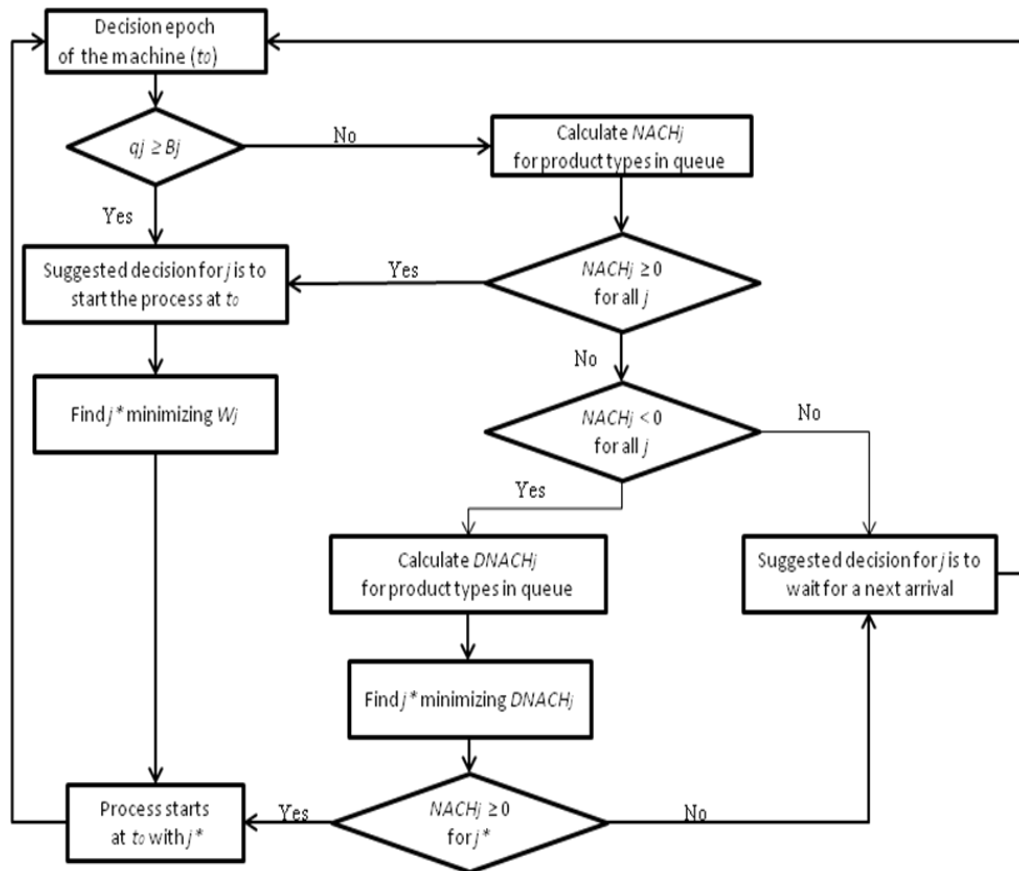 Decision epoch
of the machine (to)
qj ≥ Bj
No
Calculate NACHj
for product types in queue
Yes
Suggested decision for j is to
start the process at to
Yes
NACHj ≥ 0
for all j
No
Find j* minimizing Wj
NACHj < 0
for all j
No
Yes
Calculate DNACHj
for product types in queue
Suggested decision for j is to
wait for a next arrival
Find j* minimizing DNACHj
Process starts
at to with j*
Yes
NACHj ≥ 0
for j*
No